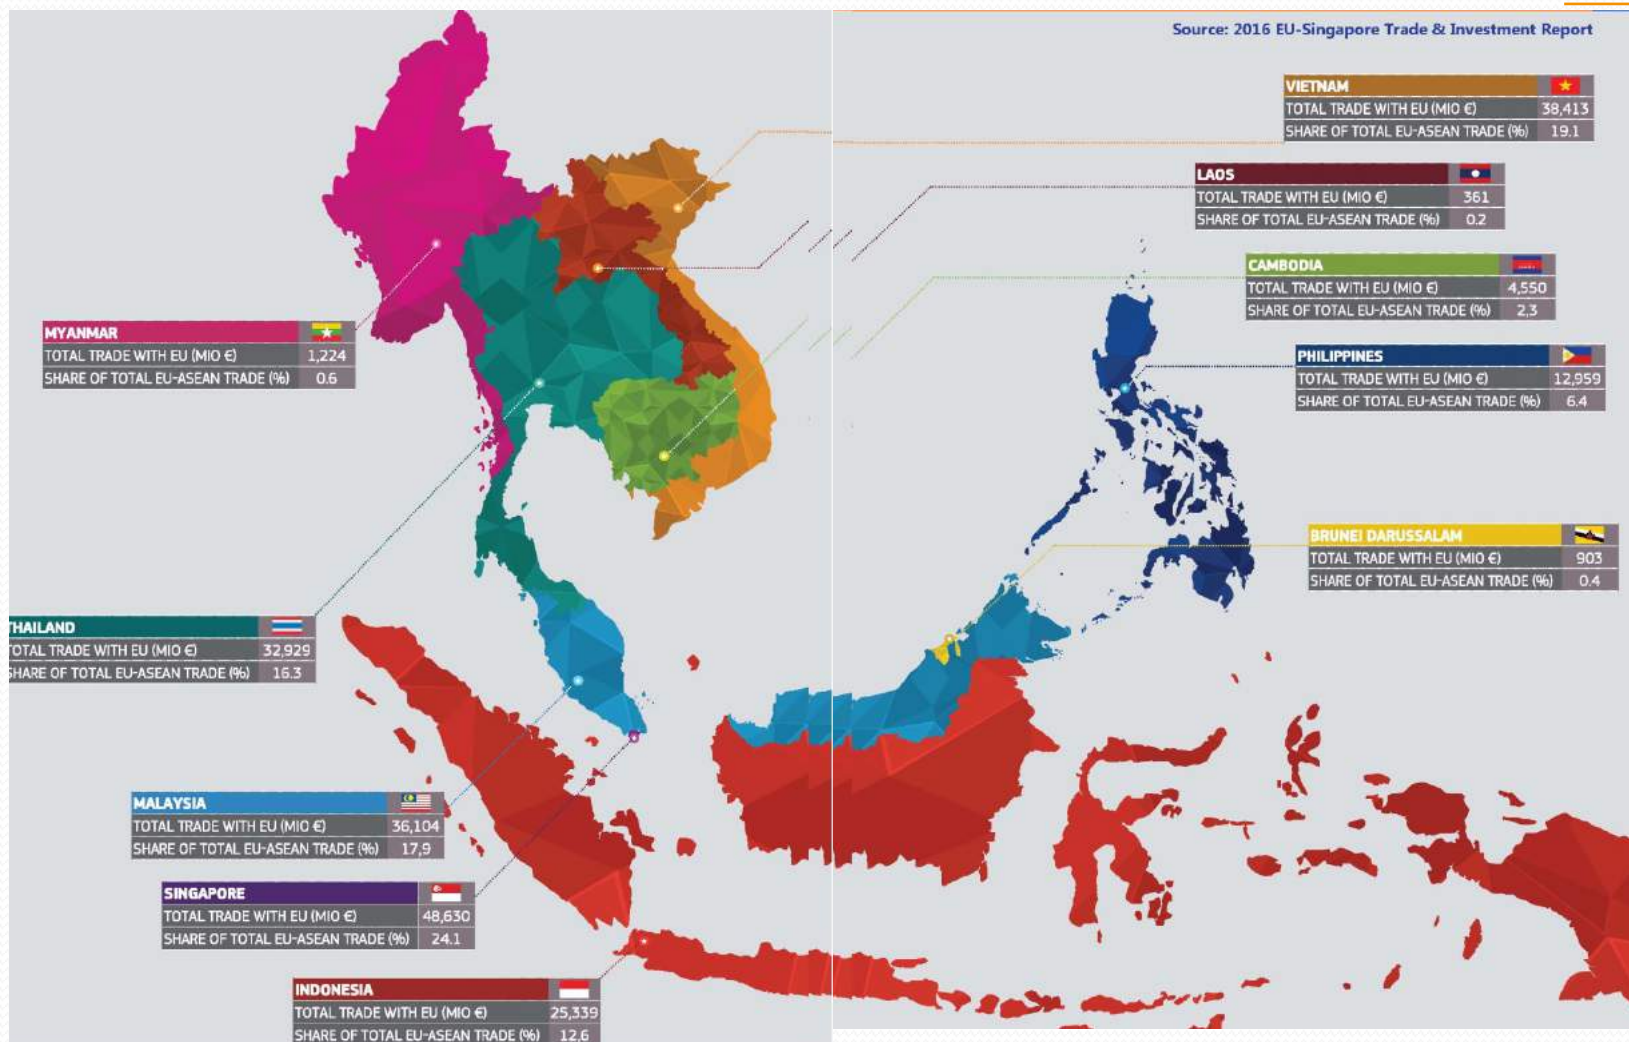 Source: 2016 EU-Singapore Trade & Investment Report
VIETNAM
TOTAL TRADE WITH EU (MIO €) 38,413
SHARE OF TOTAL EU-ASEAN TRADE (%) 19.1
LAOS
TOTAL TRADE WITH EU (MIO €) 361
SHARE OF TOTAL EU-ASEAN TRADE (%) 0.2
CAMBODIA
TOTAL TRADE WITH EU (MIO €) 4,550
SHARE OF TOTAL EU-ASEAN TRADE (%) 2,3
MYANMAR
TOTAL TRADE WITH EU (MIO €) 1,224
SHARE OF TOTAL EU-ASEAN TRADE (%) 0.6
PHILIPPINES
TOTAL TRADE WITH EU (MIO €) 12,959
SHARE OF TOTAL EU-ASEAN TRADE (%) 6.4
BRUNEI DARUSSALAM
TOTAL TRADE WITH EU (MIO €) 903
SHARE OF TOTAL EU-ASEAN TRADE (%) 0.4
THAILAND
TOTAL TRADE WITH EU (MIO €) 32,929
SHARE OF TOTAL EU-ASEAN TRADE (%) 16.3
MALAYSIA
TOTAL TRADE WITH EU (MIO €) 36,104
SHARE OF TOTAL EU-ASEAN TRADE (%) 17,9
SINGAPORE
TOTAL TRADE WITH EU (MIO €) 48,630
SHARE OF TOTAL EU-ASEAN TRADE (%) 24.1
INDONESIA
TOTAL TRADE WITH EU (MIO €) 25,339
SHARE OF TOTAL EU-ASEAN TRADE (%) 12.6